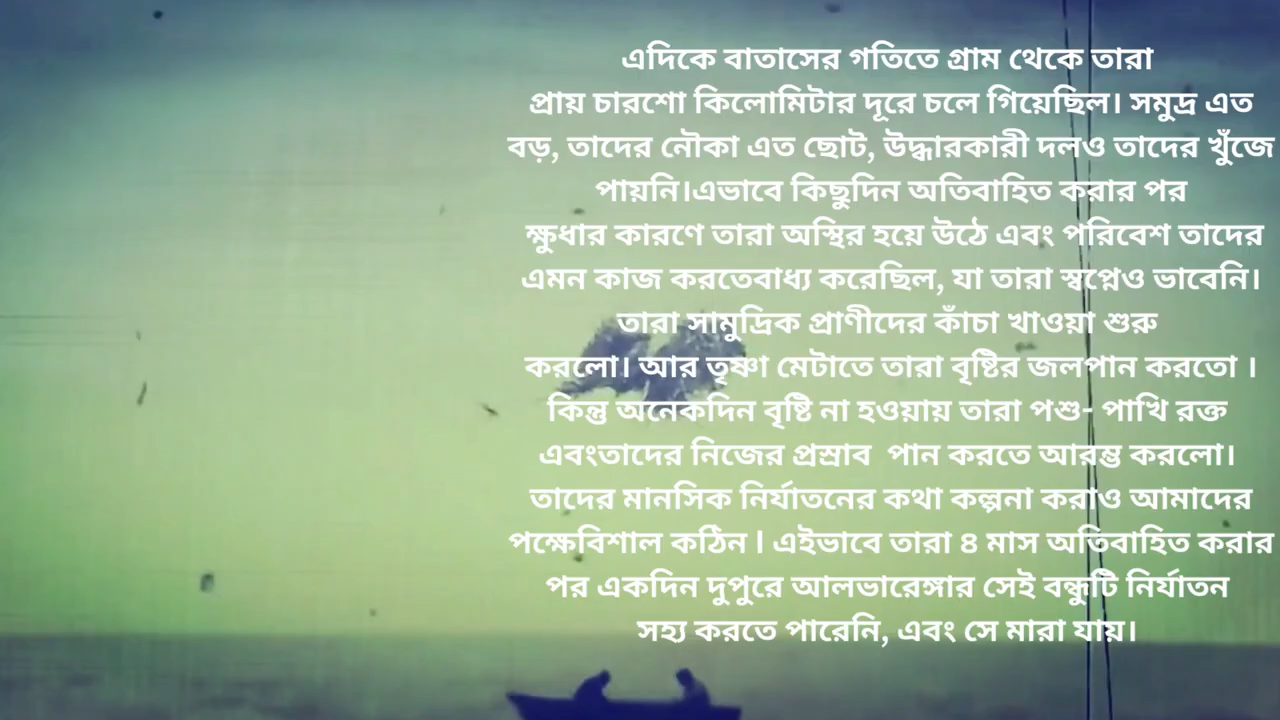 এদিকে বাতাসের গতিতে গ্রাম থেকে তারা
প্রায় চারশো কিলোমিটার দূরে চলে গিয়েছিল। সমুদ্র এত
বড়, তাদের নৌকা এত ছোট, উদ্ধারকারী দলও তাদের খুঁজে
পায়নি।এভাবে কিছুদিন অতিবাহিত করার পর
ক্ষুধার কারণে তারা অস্থির হয়ে উঠে এবং পরিবেশ তাদের
এমন কাজ করতেবাধ্য করেছিল, যা তারা স্বপ্নেও ভাবেনি।
তারা সামুদ্রিক প্রাণীদের কাঁচা খাওয়া শুরু
করলো। আর তৃষ্ণা মেটাতে তারা বৃষ্টির জলপান করতো ।
কিন্তু অনেকদিন বৃষ্টি না হওয়ায় তারা পশু- পাখি রক্ত
এবংতাদের নিজের প্রস্রাব  পান করতে আরম্ভ করলো।
তাদের মানসিক নির্যাতনের কথা কল্পনা করাও আমাদের
পক্ষেবিশাল কঠিন । এইভাবে তারা ৪ মাস অতিবাহিত করার
পর একদিন দুপুরে আলভারেঙ্গার সেই বন্ধুটি নির্যাতন
সহ্য করতে পারেনি, এবং সে মারা যায়।